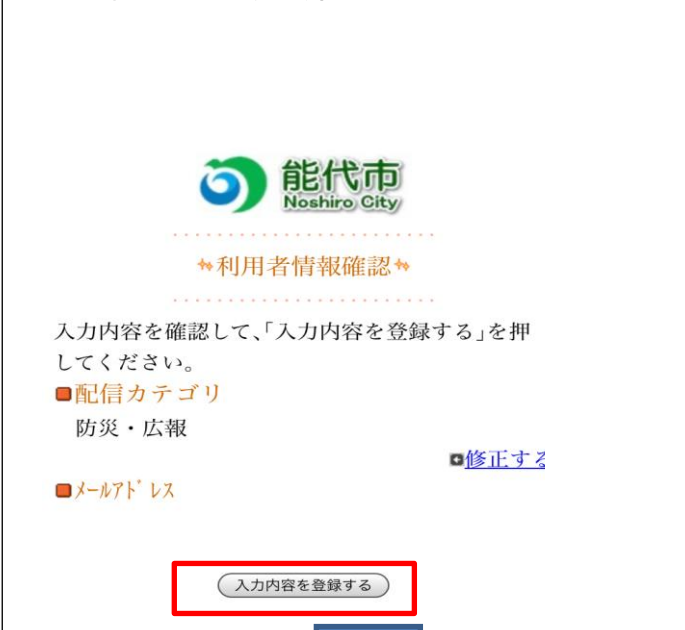 能代市
Noshiro City
利用者情報確認
入力内容を確認して、「入力内容を登録する」を押
してください。
■配信カテゴリ
防災・広報
修正する
■メールアドレス
入力内容を登録する